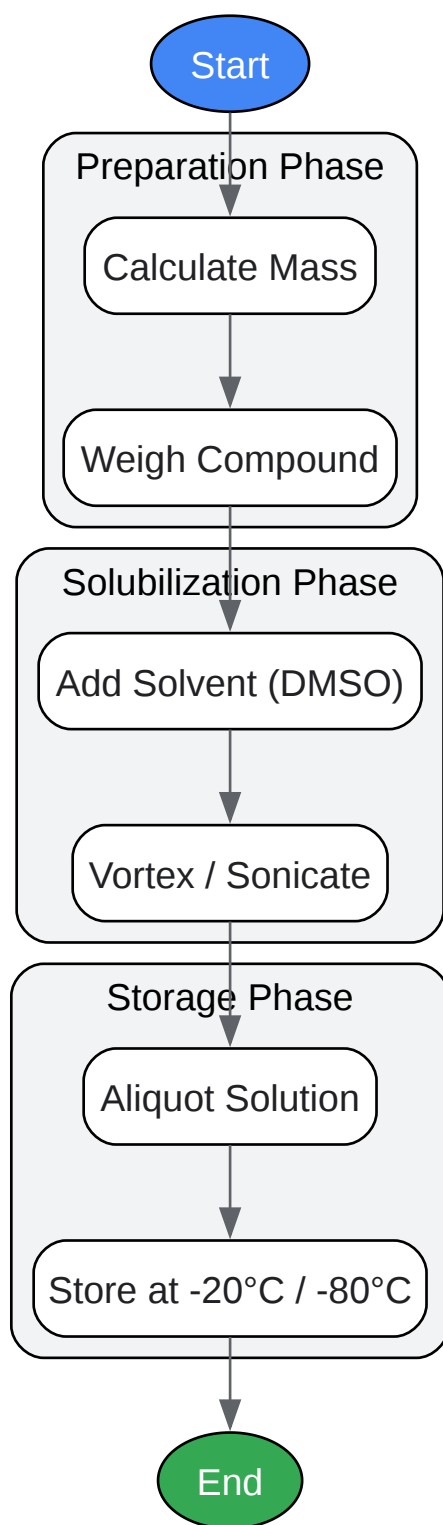 Start
Preparation Phase
Calculate Mass
Weigh Compound
Solubilization Phase
Add Solvent (DMSO)
Vortex / Sonicate
Storage Phase
Aliquot Solution
Store at -20°C / -80°C
End